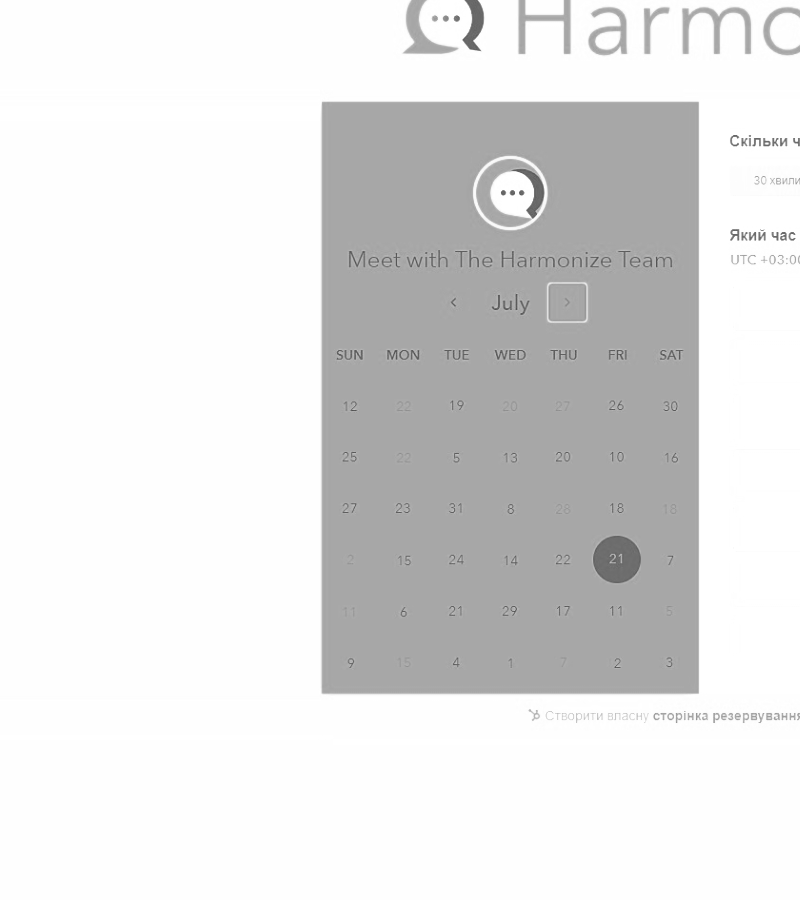 Harmo
Скільки ч
30 хвили
Meet with The Harmonize Team
Який час
UTC +03:00
July
SUN MON TUE WED THU FRI SAT
12 22 19 20 27 26 30
25 22 5 13 20 10 16
27 23 31 8 28 18 18
2 15 24 14 22 21 7
11 6 21 29 17 11 5
9 15 4 1 7 2 3
Створити власну сторінка резервування